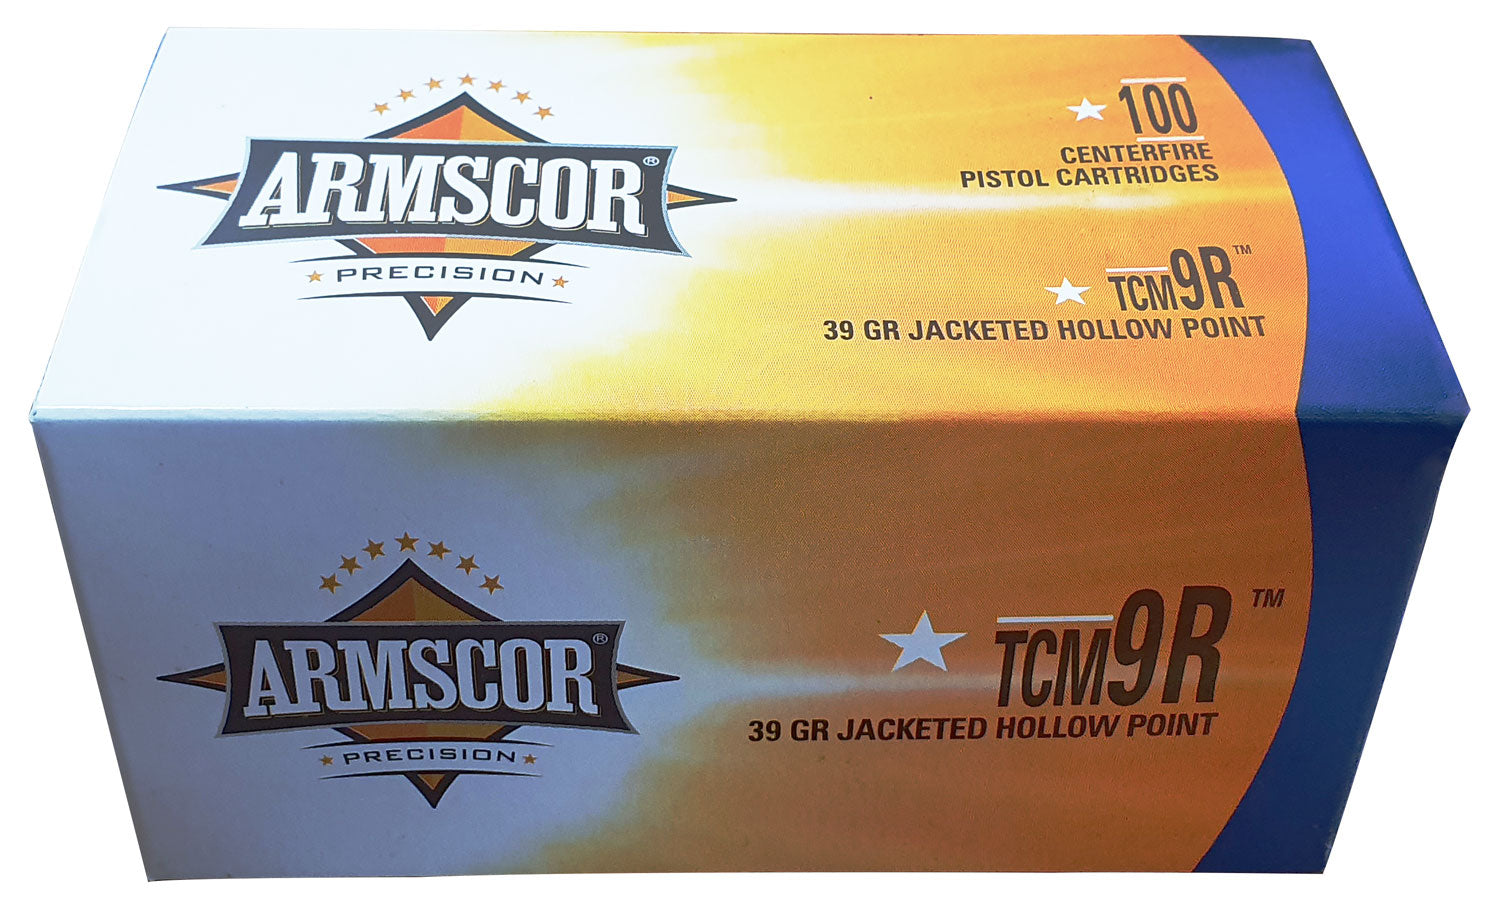 ARMSCOR®
PRECISION
100
CENTERFIRE
PISTOL CARTRIDGES
TCM9R™
39 GR JACKETED HOLLOW POINT
ARMSCOR®
PRECISION
TCM9R™
39 GR JACKETED HOLLOW POINT